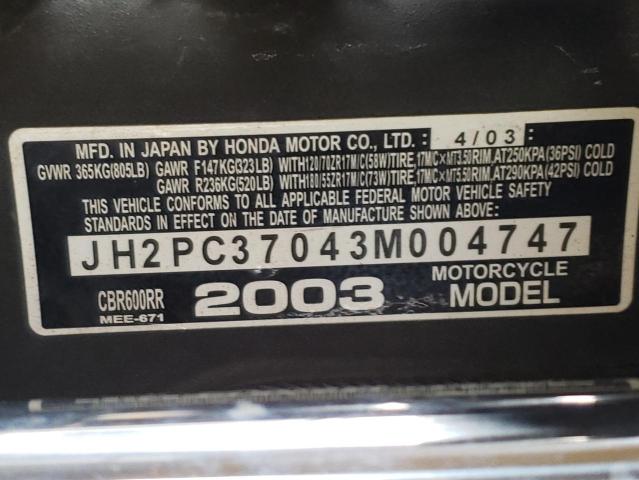 MFD. IN JAPAN BY HONDA MOTOR CO., LTD.: 4/03:
GVWR 365KG(805LB) GAWR F147KG(323LB) WITH120/70ZR17M/C(58W)TIRE,17M/C×MT3.50RIM,AT250KPA(36PSI) COLD
GAWR R236KG(520LB) WITH180/55ZR17M/C(73W)TIRE,17M/C×MT5.50RIM,AT290KPA(42PSI) COLD
THIS VEHICLE CONFORMS TO ALL APPLICABLE FEDERAL MOTOR VEHICLE SAFETY
STANDARDS IN EFFECT ON THE DATE OF MANUFACTURE SHOWN ABOVE.
JH2PC37043M004747
CBR600RR 2003 MOTORCYCLE
MEE-671 MODEL